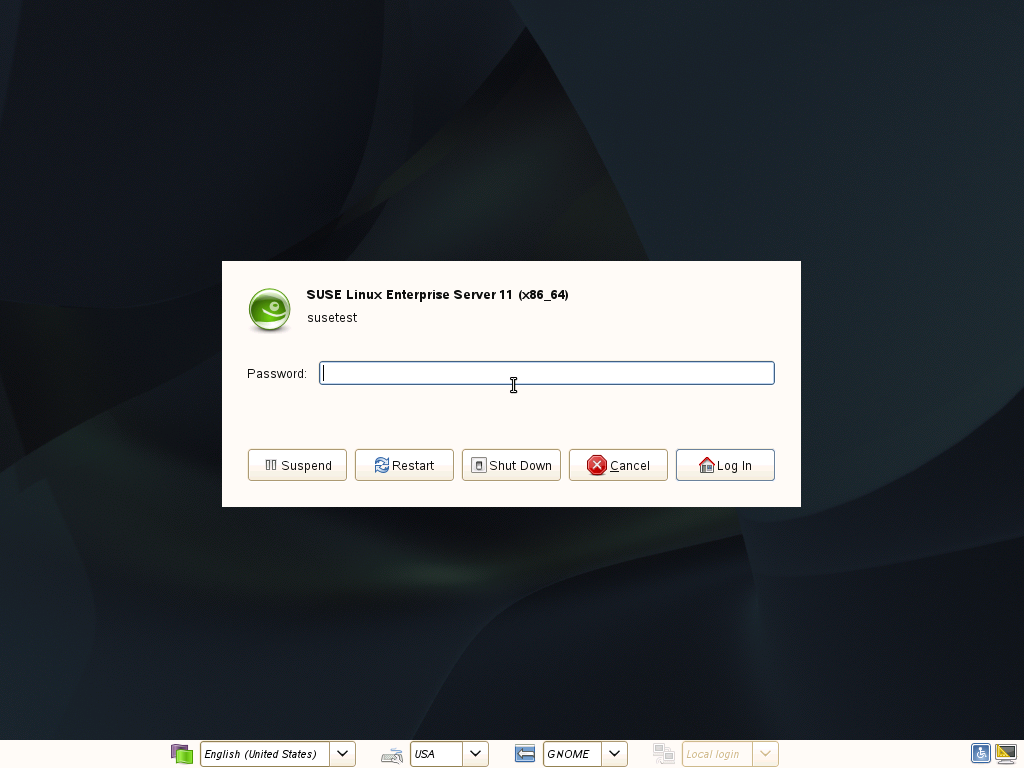 SUSE Linux Enterprise Server 11 (x86_64)
susetest
Password:
Suspend
Restart
Shut Down
Cancel
Log In
English (United States)
USA
GNOME
Local login